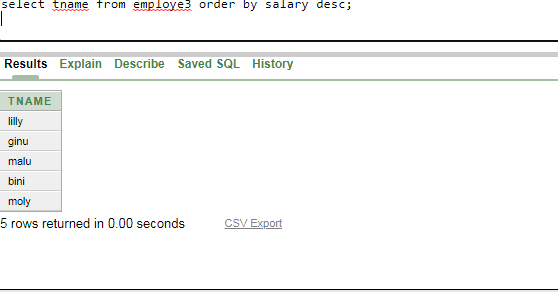 select tname from employe3 order by salary desc;
Results Explain Describe Saved SQL History
TNAME
lilly
ginu
malu
bini
moly
5 rows returned in 0.00 seconds CSV Export